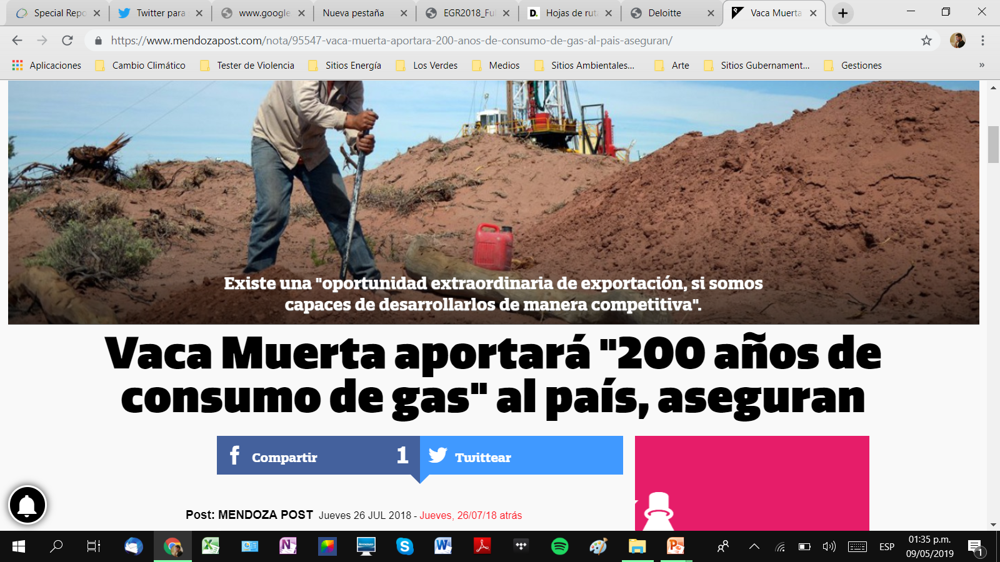 Special Repo
Twitter para
www.google
Nueva pestaña
EGR2018_Ful
D.
Hojas de ruta
Deloitte
Vaca Muerta
https://www.mendozapost.com/nota/95547-vaca-muerta-aportara-200-anos-de-consumo-de-gas-al-pais-aseguran/
Aplicaciones
Cambio Climático
Tester de Violencia
Sitios Energía
Los Verdes
Medios
Sitios Ambientales...
Arte
Sitios Gubernament...
Gestiones
»
Existe una "oportunidad extraordinaria de exportación, si somos
capaces de desarrollarlos de manera competitiva".
Vaca Muerta aportará "200 años de
consumo de gas" al país, aseguran
Compartir 1
Twittear
Post: MENDOZA POST Jueves 26 JUL 2018 - Jueves, 26/07/18 atrás
ESP
01:35 p.m.
09/05/2019
1